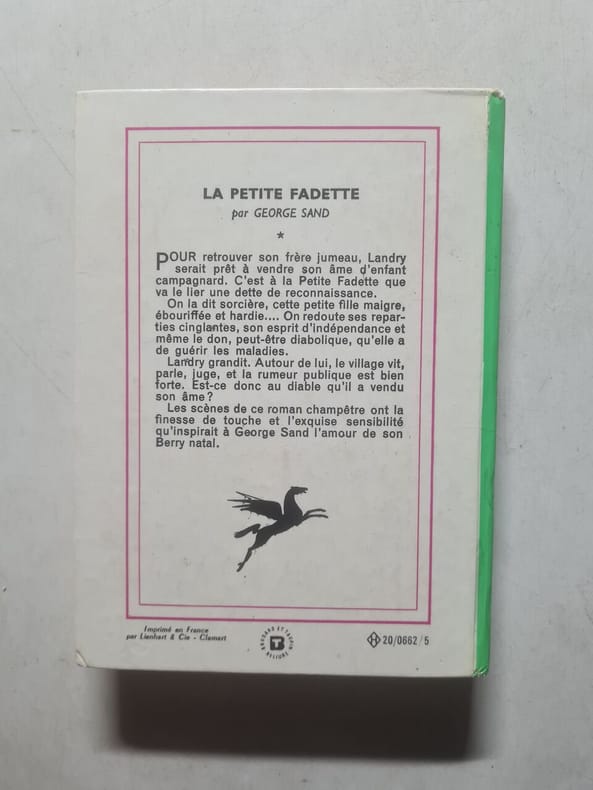 LA PETITE FADETTE
par GEORGE SAND
*
POUR retrouver son frère jumeau, Landry
serait prêt à vendre son âme d'enfant
campagnard. C'est à la Petite Fadette que
va le lier une dette de reconnaissance.
On la dit sorcière, cette petite fille maigre,
ébouriffée et hardie.... On redoute ses repar-
ties cinglantes, son esprit d'indépendance et
même le don, peut-être diabolique, qu'elle a
de guérir les maladies.
Landry grandit. Autour de lui, le village vit,
parle, juge, et la rumeur publique est bien
forte. Est-ce donc au diable qu'il a vendu
son âme ?
Les scènes de ce roman champêtre ont la
finesse de touche et l'exquise sensibilité
qu'inspirait à George Sand l'amour de son
Berry natal.
Imprimé en France
par Lienhart & Cie - Clamart
BRODARD ET TAUPIN
RELIURE
H 20/0662/5